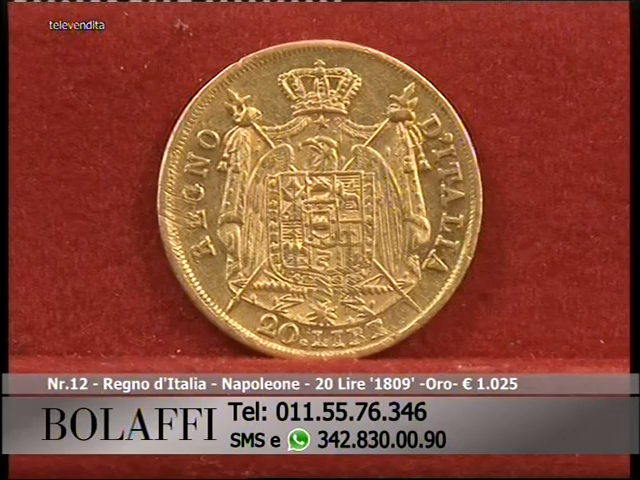 televendita
REGNO D'ITALIA
20.LIRE
Nr.12 - Regno d'Italia - Napoleone - 20 Lire '1809' -Oro- € 1.025
BOLAFFI
Tel: 011.55.76.346
SMS e 342.830.00.90